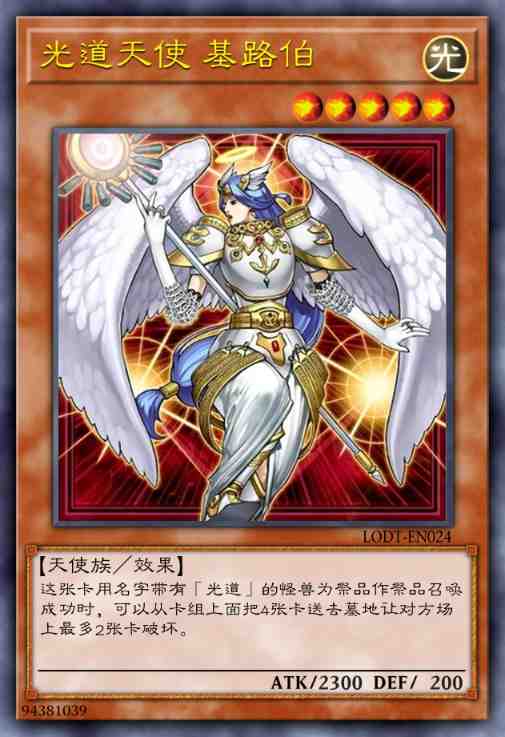 光道天使 基路伯
光
LODT-EN024
【天使族／效果】
这张卡用名字带有「光道」的怪兽为祭品作祭品召唤
成功时，可以从卡组上面把4张卡送去墓地让对方场
上最多2张卡破坏。
ATK/2300 DEF/ 200
94381039